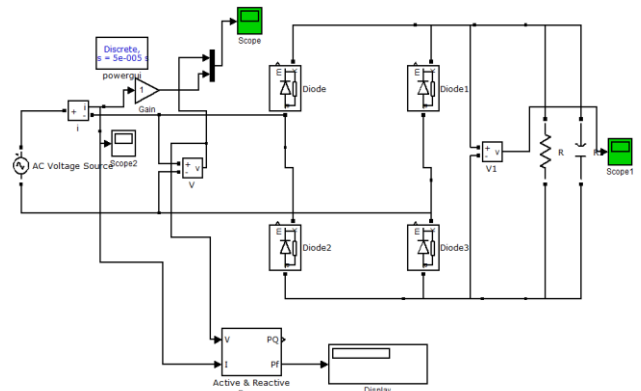 Scope
Discrete,
s = 5e-005 s
powergui
1
Gain
Diode
Diode1
+
-
i
i
Scope2
AC Voltage Source
+
-
v
V
+
-
v
V1
R
R
Scope1
Diode2
Diode3
V
I
PQ
Pf
Active & Reactive
Display